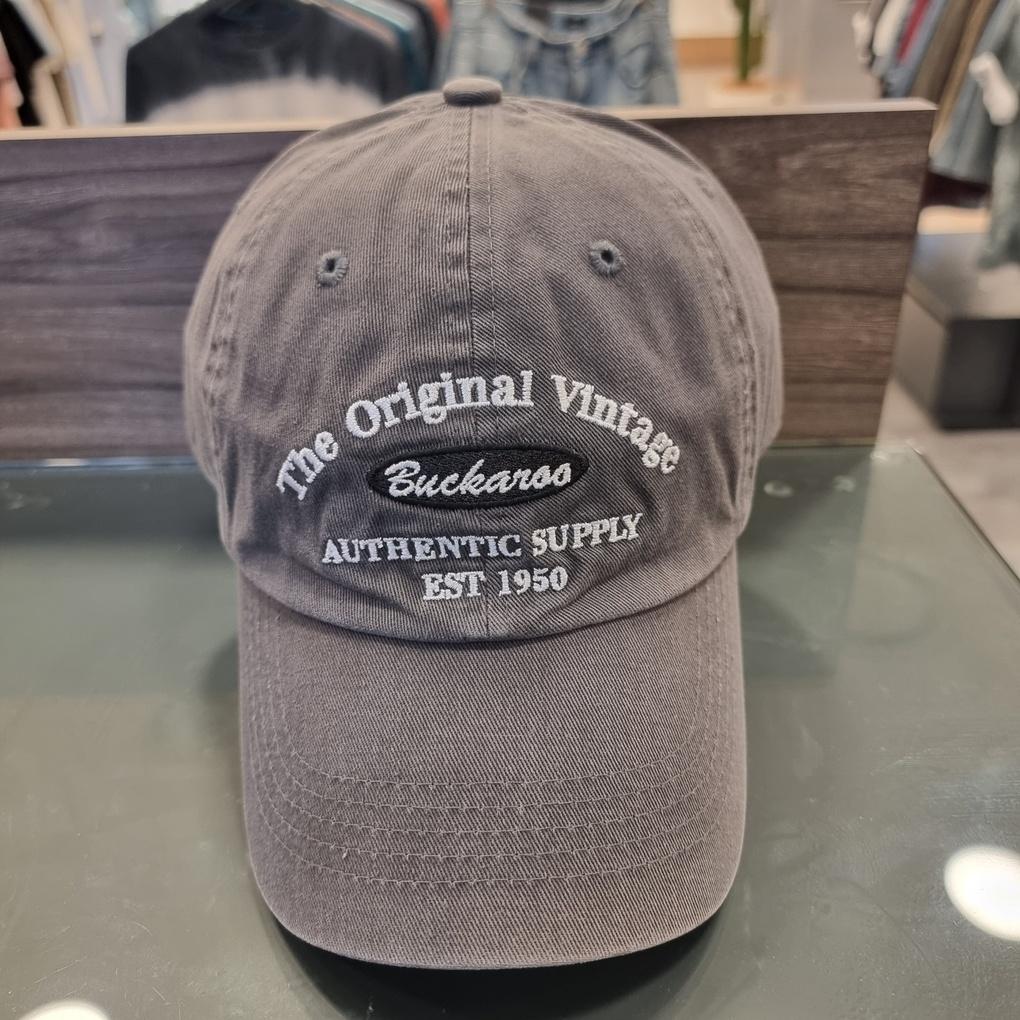 The Original Vintage
Buckaroo
AUTHENTIC SUPPLY
EST 1950